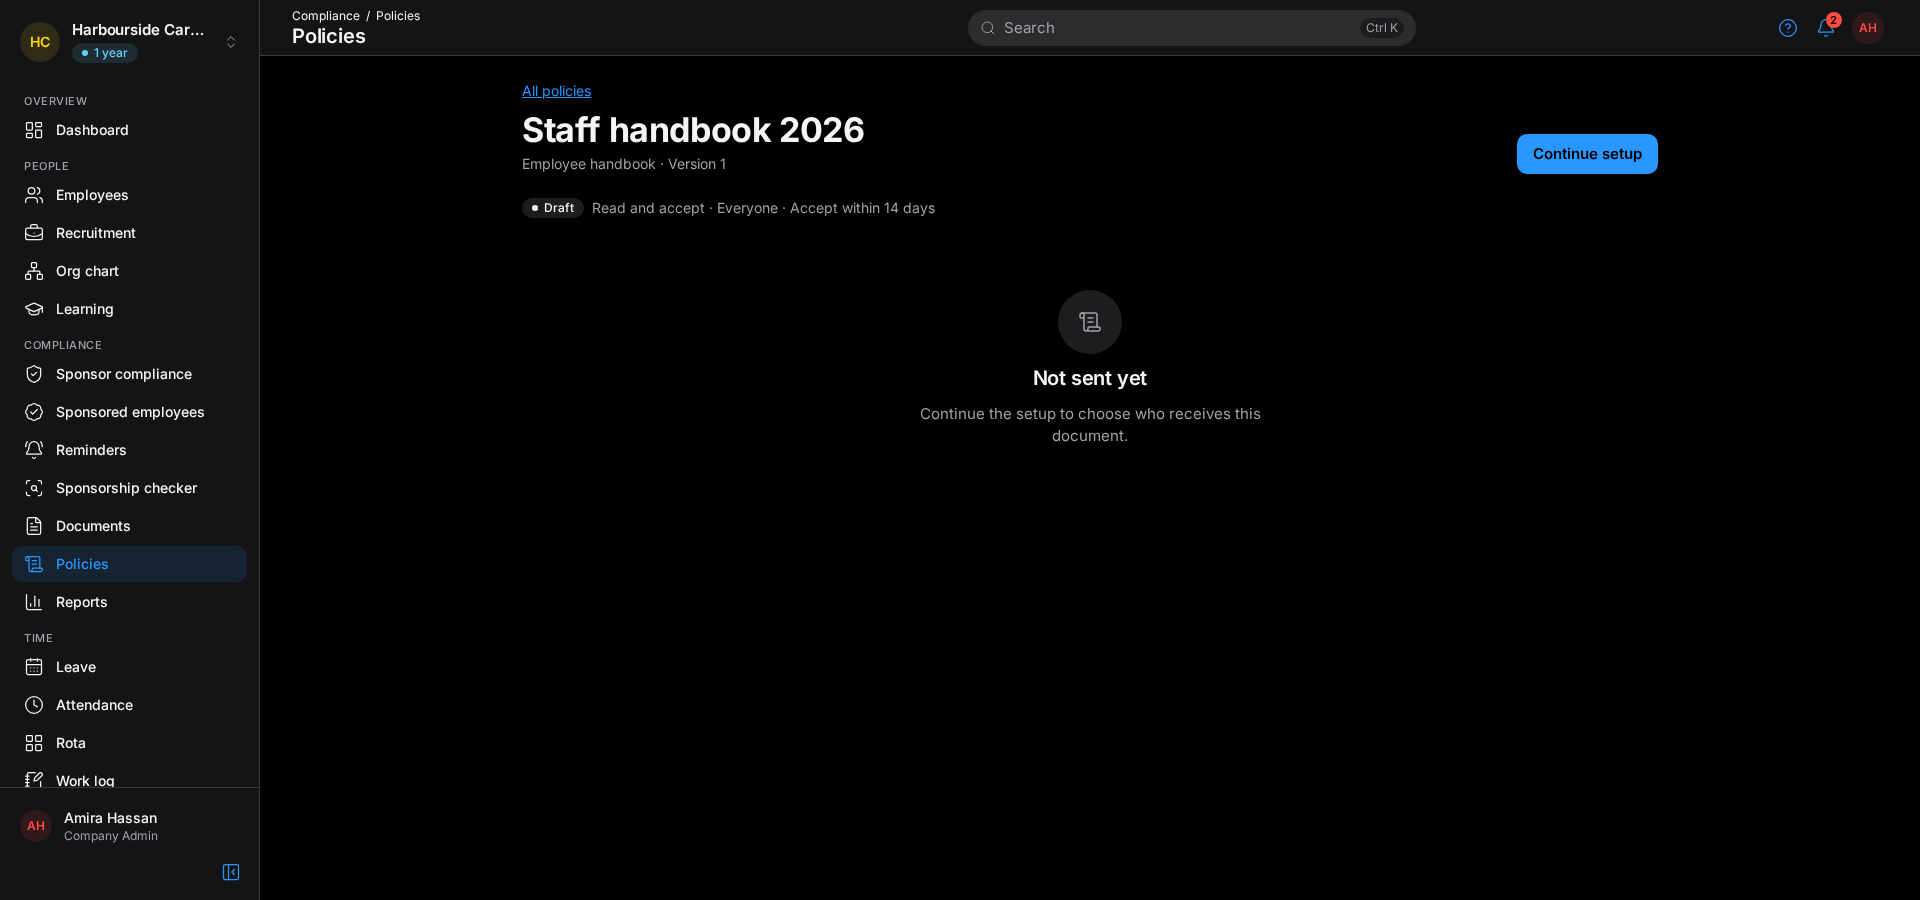 HC
Harbourside Car...
1 year
OVERVIEW
Dashboard
PEOPLE
Employees
Recruitment
Org chart
Learning
COMPLIANCE
Sponsor compliance
Sponsored employees
Reminders
Sponsorship checker
Documents
Policies
Reports
TIME
Leave
Attendance
Rota
Work log
AH
Amira Hassan
Company Admin
Compliance / Policies
Policies
Search
Ctrl K
2
AH
All policies
Staff handbook 2026
Employee handbook · Version 1
Continue setup
Draft
Read and accept · Everyone · Accept within 14 days
Not sent yet
Continue the setup to choose who receives this
document.